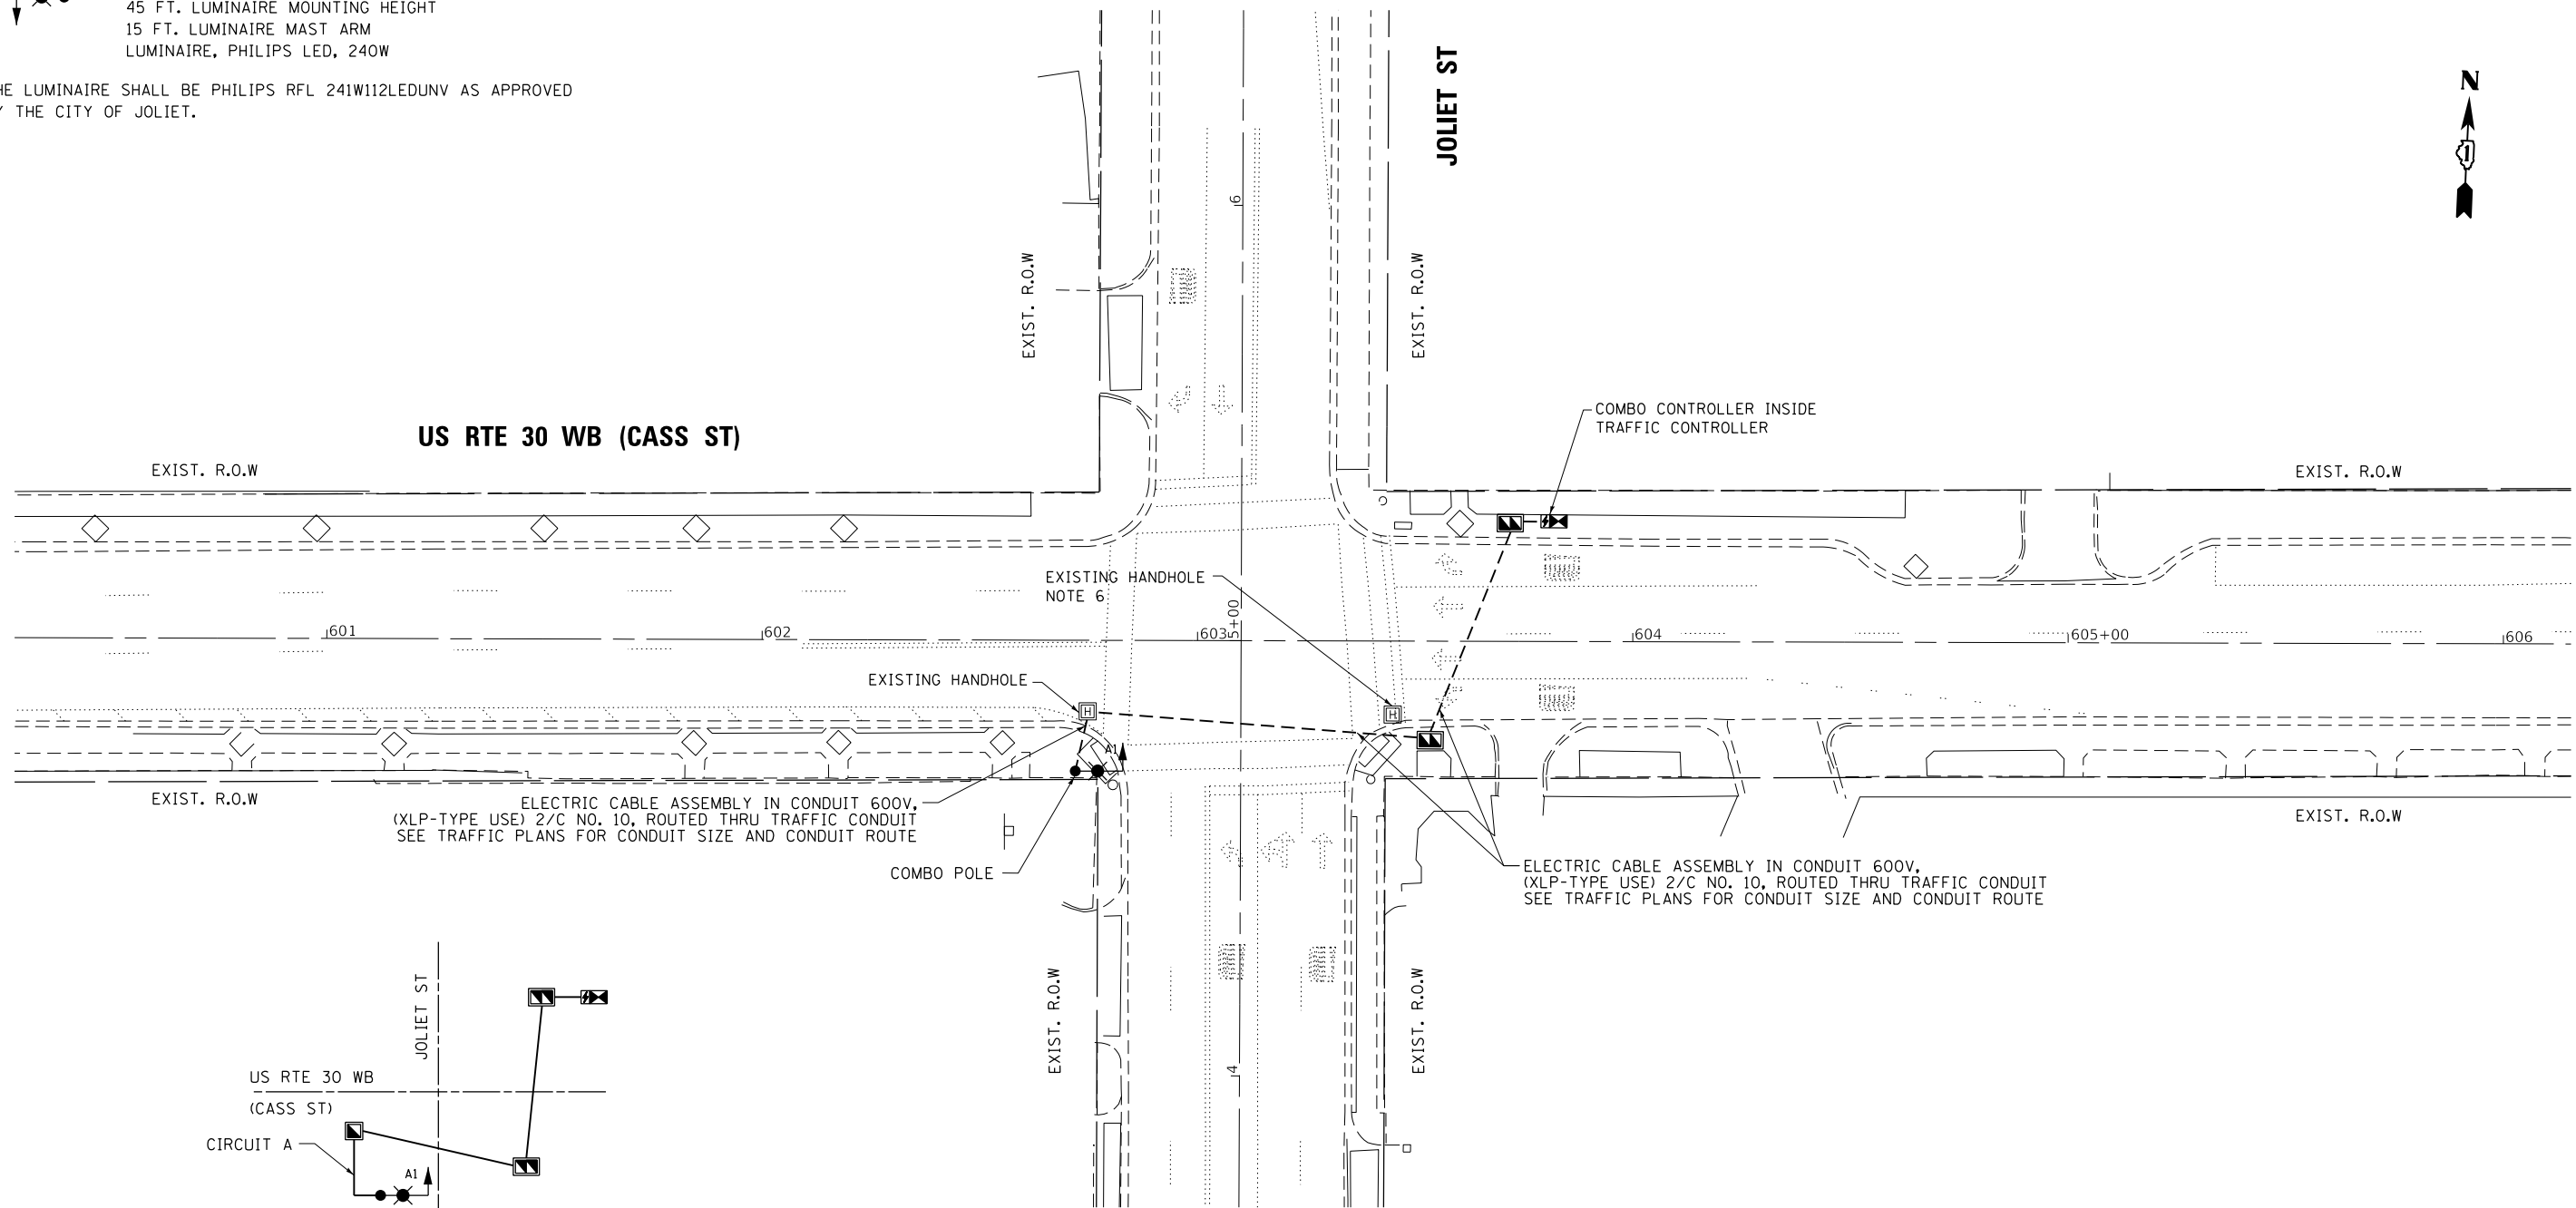 45 FT. LUMINAIRE MOUNTING HEIGHT
15 FT. LUMINAIRE MAST ARM
LUMINAIRE, PHILIPS LED, 240W
HE LUMINAIRE SHALL BE PHILIPS RFL 241W112LEDUNV AS APPROVED
Y THE CITY OF JOLIET.
JOLIET ST
N
1
6
EXIST. R.O.W
EXIST. R.O.W
COMBO CONTROLLER INSIDE
TRAFFIC CONTROLLER
US RTE 30 WB (CASS ST)
EXIST. R.O.W
EXIST. R.O.W
EXISTING HANDHOLE
NOTE 6
5+00
601
602
603
604
605+00
606
EXISTING HANDHOLE
H
H
A1
EXIST. R.O.W
ELECTRIC CABLE ASSEMBLY IN CONDUIT 600V,
(XLP-TYPE USE) 2/C NO. 10, ROUTED THRU TRAFFIC CONDUIT
SEE TRAFFIC PLANS FOR CONDUIT SIZE AND CONDUIT ROUTE
EXIST. R.O.W
COMBO POLE
ELECTRIC CABLE ASSEMBLY IN CONDUIT 600V,
(XLP-TYPE USE) 2/C NO. 10, ROUTED THRU TRAFFIC CONDUIT
SEE TRAFFIC PLANS FOR CONDUIT SIZE AND CONDUIT ROUTE
EXIST. R.O.W
EXIST. R.O.W
4
JOLIET ST
US RTE 30 WB
(CASS ST)
CIRCUIT A
A1